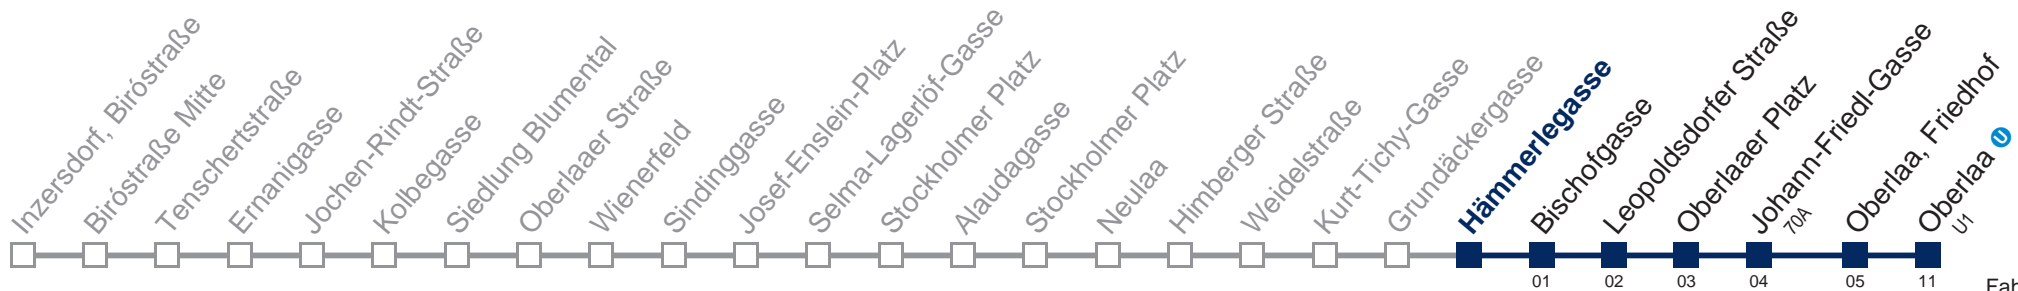 Inzersdorf, Biróstraße
Biróstraße Mitte
Tenschertstraße
Ernanigasse
Jochen-Rindt-Straße
Kolbegasse
Siedlung Blumental
Oberlaaer Straße
Wienerfeld
Sindinggasse
Josef-Enslein-Platz
Selma-Lagerlöf-Gasse
Stockholmer Platz
Alaudagasse
Stockholmer Platz
Neulaa
Himberger Straße
Weidelstraße
Kurt-Tichy-Gasse
Grundäckergasse
Hämmerlegasse
Bischofgasse
01
Leopoldsdorfer Straße
02
Oberlaaer Platz
03
Johann-Friedl-Gasse
70A
04
Oberlaa, Friedhof
05
Oberlaa U
U1
11
Fah